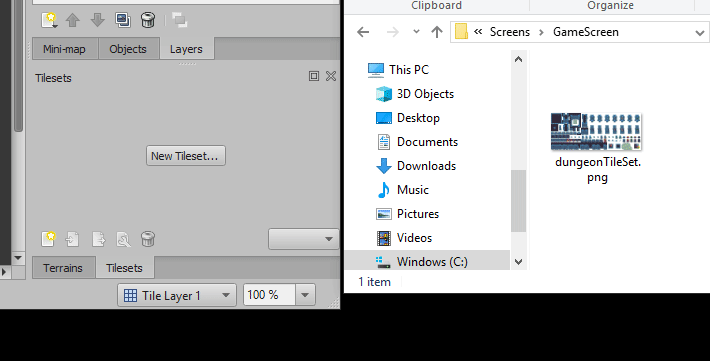 Clipboard
Organize
« Screens > GameScreen
Mini-map
Objects
Layers
Tilesets
New Tileset...
Terrains
Tilesets
Tile Layer 1
100 %
This PC
3D Objects
Desktop
Documents
Downloads
Music
Pictures
Videos
Windows (C:)
dungeonTileSet.
png
1 item